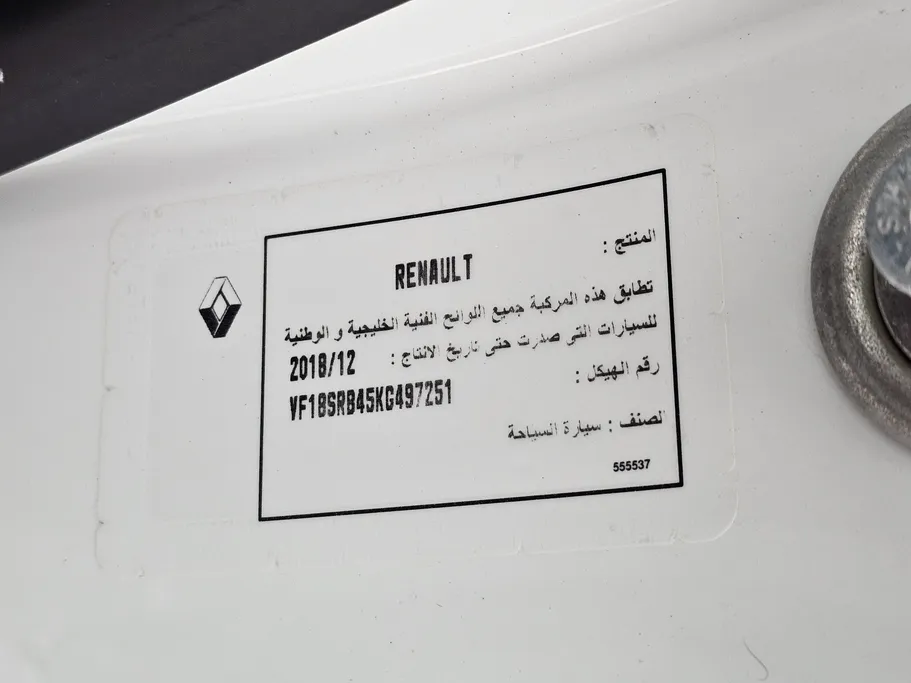 المنتج :
RENAULT
تطابق هذه المركبة جميع اللوائح الفنية الخليجية و الوطنية
للسيارات التى صدرت حتى تاريخ الانتاج : 2018/12
رقم الهيكل :
VF18SRB45KG497251
الصنف : سيارة السياحة
555537